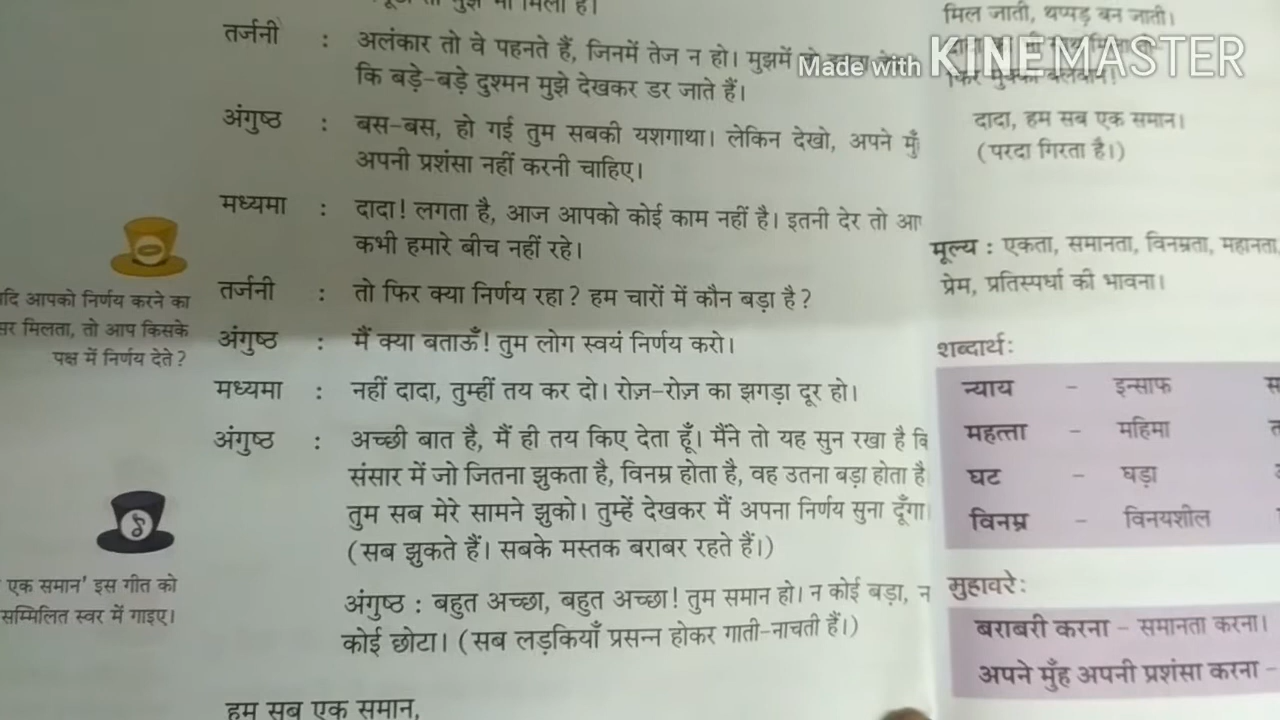 तर्जनी : अलंकार तो वे पहनते हैं, जिनमें तेज न हो। मुझमें
कि बड़े-बड़े दुश्मन मुझे देखकर डर जाते हैं।
अंगुष्ठ : बस-बस, हो गई तुम सबकी यशगाथा। लेकिन देखो, अपने मुँ
अपनी प्रशंसा नहीं करनी चाहिए।
मध्यमा : दादा! लगता है, आज आपको कोई काम नहीं है। इतनी देर तो
कभी हमारे बीच नहीं रहे।
तर्जनी : तो फिर क्या निर्णय रहा? हम चारों में कौन बड़ा है?
अंगुष्ठ : मैं क्या बताऊँ! तुम लोग स्वयं निर्णय करो।
मध्यमा : नहीं दादा, तुम्हीं तय कर दो। रोज़-रोज़ का झगड़ा दूर हो।
अंगुष्ठ : अच्छी बात है, मैं ही तय किए देता हूँ। मैंने तो यह सुन रखा है
संसार में जो जितना झुकता है, विनम्र होता है, वह उतना बड़ा होता है
तुम सब मेरे सामने झुको। तुम्हें देखकर मैं अपना निर्णय सुना दूँगा।
(सब झुकते हैं। सबके मस्तक बराबर रहते हैं।)
अंगुष्ठ : बहुत अच्छा, बहुत अच्छा! तुम समान हो। न कोई बड़ा, न
कोई छोटा। (सब लड़कियाँ प्रसन्न होकर गाती-नाचती हैं।)
हम सब एक समान,
दि आपको निर्णय करने का
सर मिलता, तो आप किसके
पक्ष में निर्णय देते?
एक समान' इस गीत को
सम्मिलित स्वर में गाइए।
मिल जाती, थप्पड़ बन जाती।
Made with KINEMASTER
दादा, हम सब एक समान।
(परदा गिरता है।)
मूल्य : एकता, समानता, विनम्रता, महानता,
प्रेम, प्रतिस्पर्धा की भावना।
शब्दार्थ:
न्याय - इन्साफ
महत्ता - महिमा
घट - घड़ा
विनम्र - विनयशील
मुहावरे:
बराबरी करना - समानता करना।
अपने मुँह अपनी प्रशंसा करना -